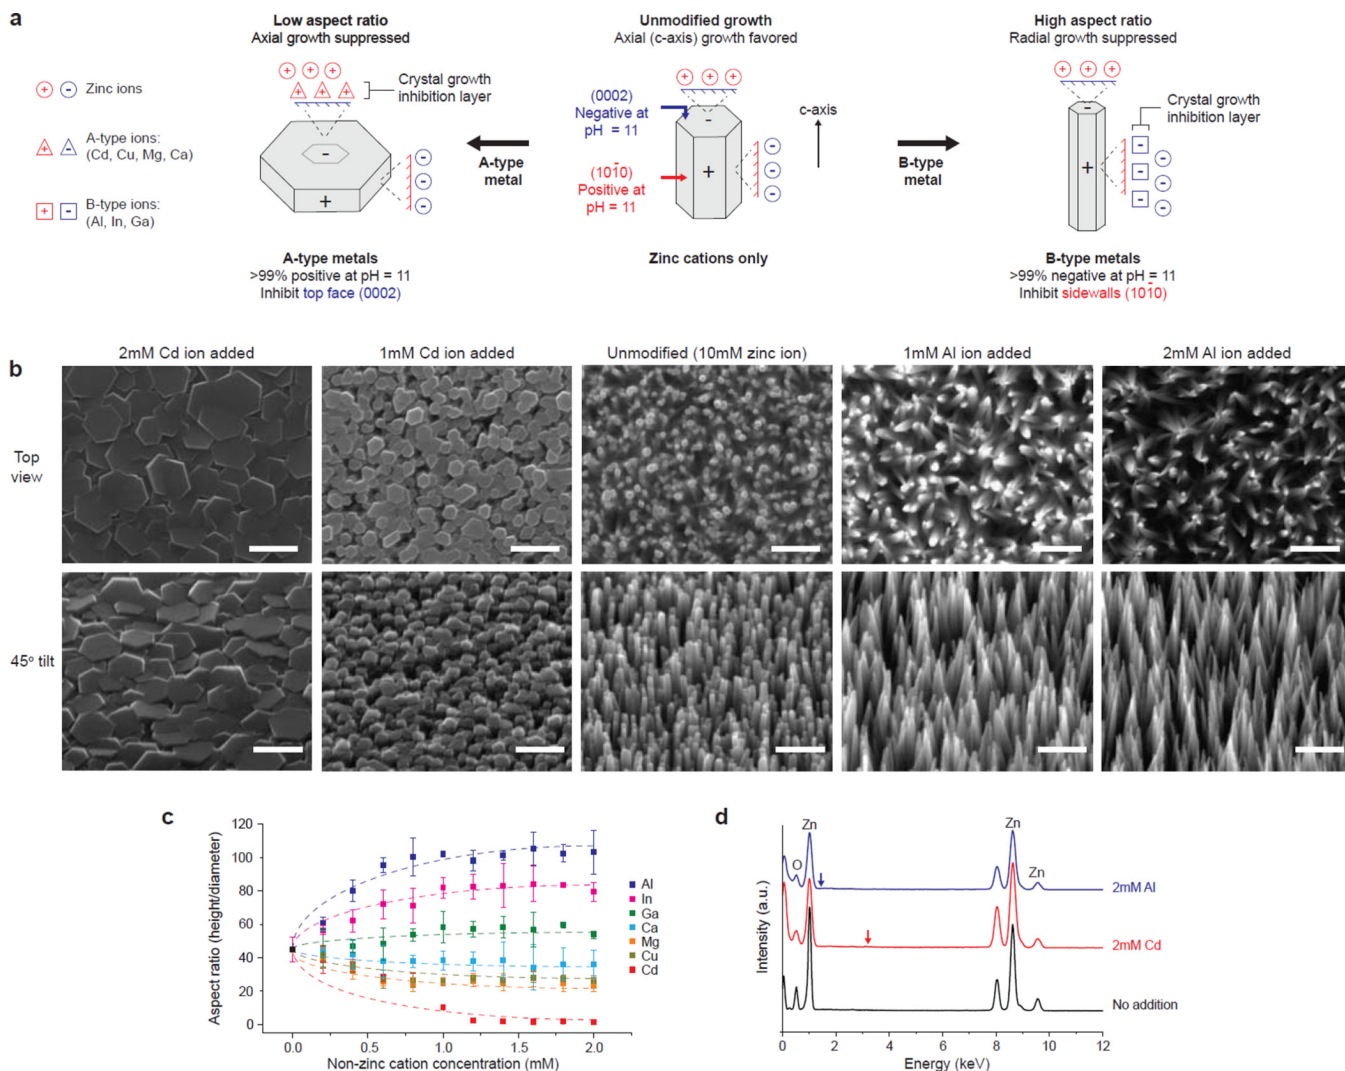 a
Low aspect ratio
Axial growth suppressed
Unmodified growth
Axial (c-axis) growth favored
High aspect ratio
Radial growth suppressed
+ - Zinc ions
+ - A-type ions:
(Cd, Cu, Mg, Ca)
+ - B-type ions:
(Al, In, Ga)
+ + +
+ + +
Crystal growth
inhibition layer
-
+
- - -
A-type metals
>99% positive at pH = 11
Inhibit top face (0002)
A-type
metal
+ + +
(0002)
Negative at
pH = 11
(101̄0)
Positive at
pH = 11
-
+
- - -
c-axis
Zinc cations only
B-type
metal
+ + +
Crystal growth
inhibition layer
-
+
- - -
- - -
B-type metals
>99% negative at pH = 11
Inhibit sidewalls (101̄0)
b
2mM Cd ion added
1mM Cd ion added
Unmodified (10mM zinc ion)
1mM Al ion added
2mM Al ion added
Top
view
45° tilt
c
Aspect ratio (height/diameter)
120
100
80
60
40
20
0
0.0 0.5 1.0 1.5 2.0
Non-zinc cation concentration (mM)
Al
In
Ga
Ca
Mg
Cu
Cd
d
Intensity (a.u.)
O
Zn
Zn
Zn
2mM Al
2mM Cd
No addition
0 2 4 6 8 10 12
Energy (keV)